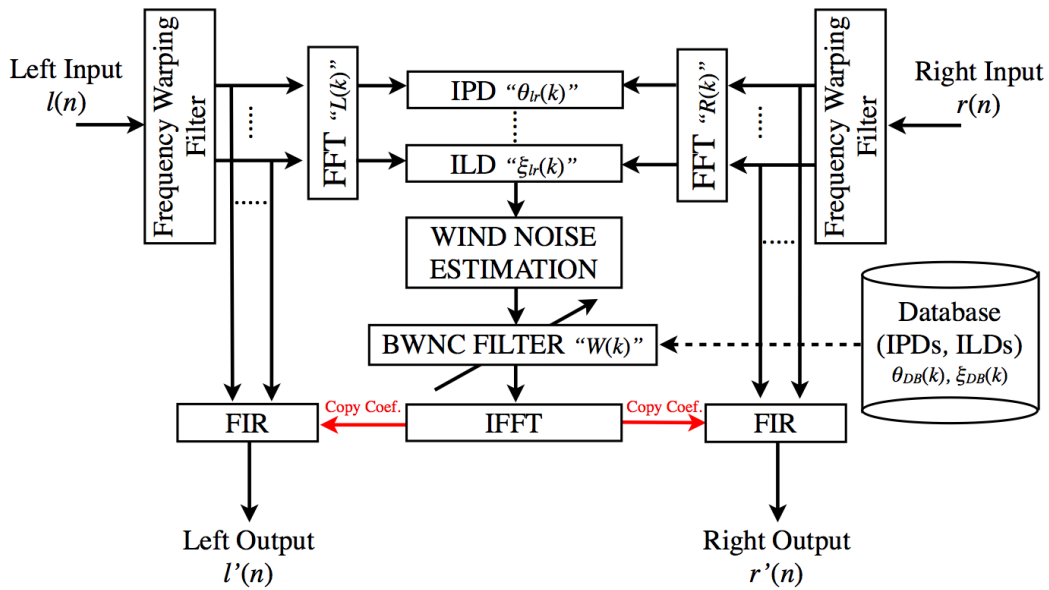 Left Input
l(n)
Frequency Warping
Filter
FFT “L(k)”
IPD “θlr(k)”
ILD “ξlr(k)”
FFT “R(k)”
Frequency Warping
Filter
Right Input
r(n)
WIND NOISE
ESTIMATION
BWNC FILTER “W(k)”
Database
(IPDs, ILDs)
θDB(k), ξDB(k)
FIR
Copy Coef.
IFFT
Copy Coef.
FIR
Left Output
l’(n)
Right Output
r’(n)